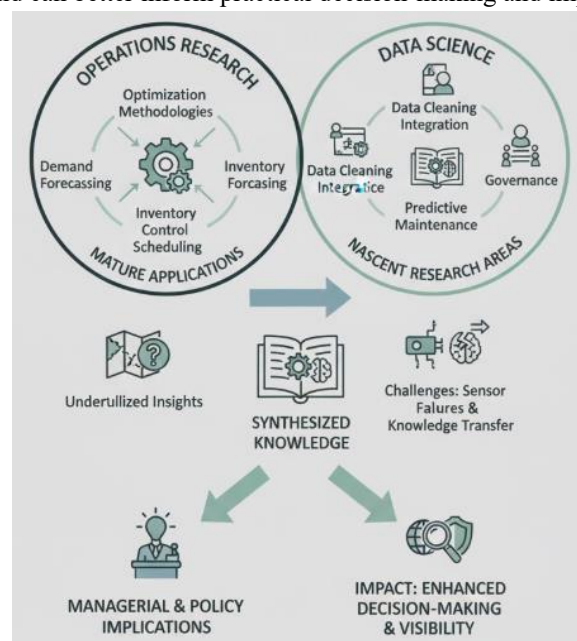 OPERATIONS RESEARCH
Optimization
Methodologies
Demand
Forecassing
Inventory
Forcasing
Inventory
Control
Scheduling
MATURE APPLICATIONS
DATA SCIENCE
Data Cleaning
Integration
Data Cleaning
Governance
Predictive
Maintenance
NASCENT RESEARCH AREAS
Underullized Insights
SYNTHESIZED
KNOWLEDGE
Challenges: Sensor
Falures &
Knowledge Transfer
MANAGERIAL & POLICY
IMPLICATIONS
IMPACT: ENHANCED
DECISION-MAKING
& VISIBILITY